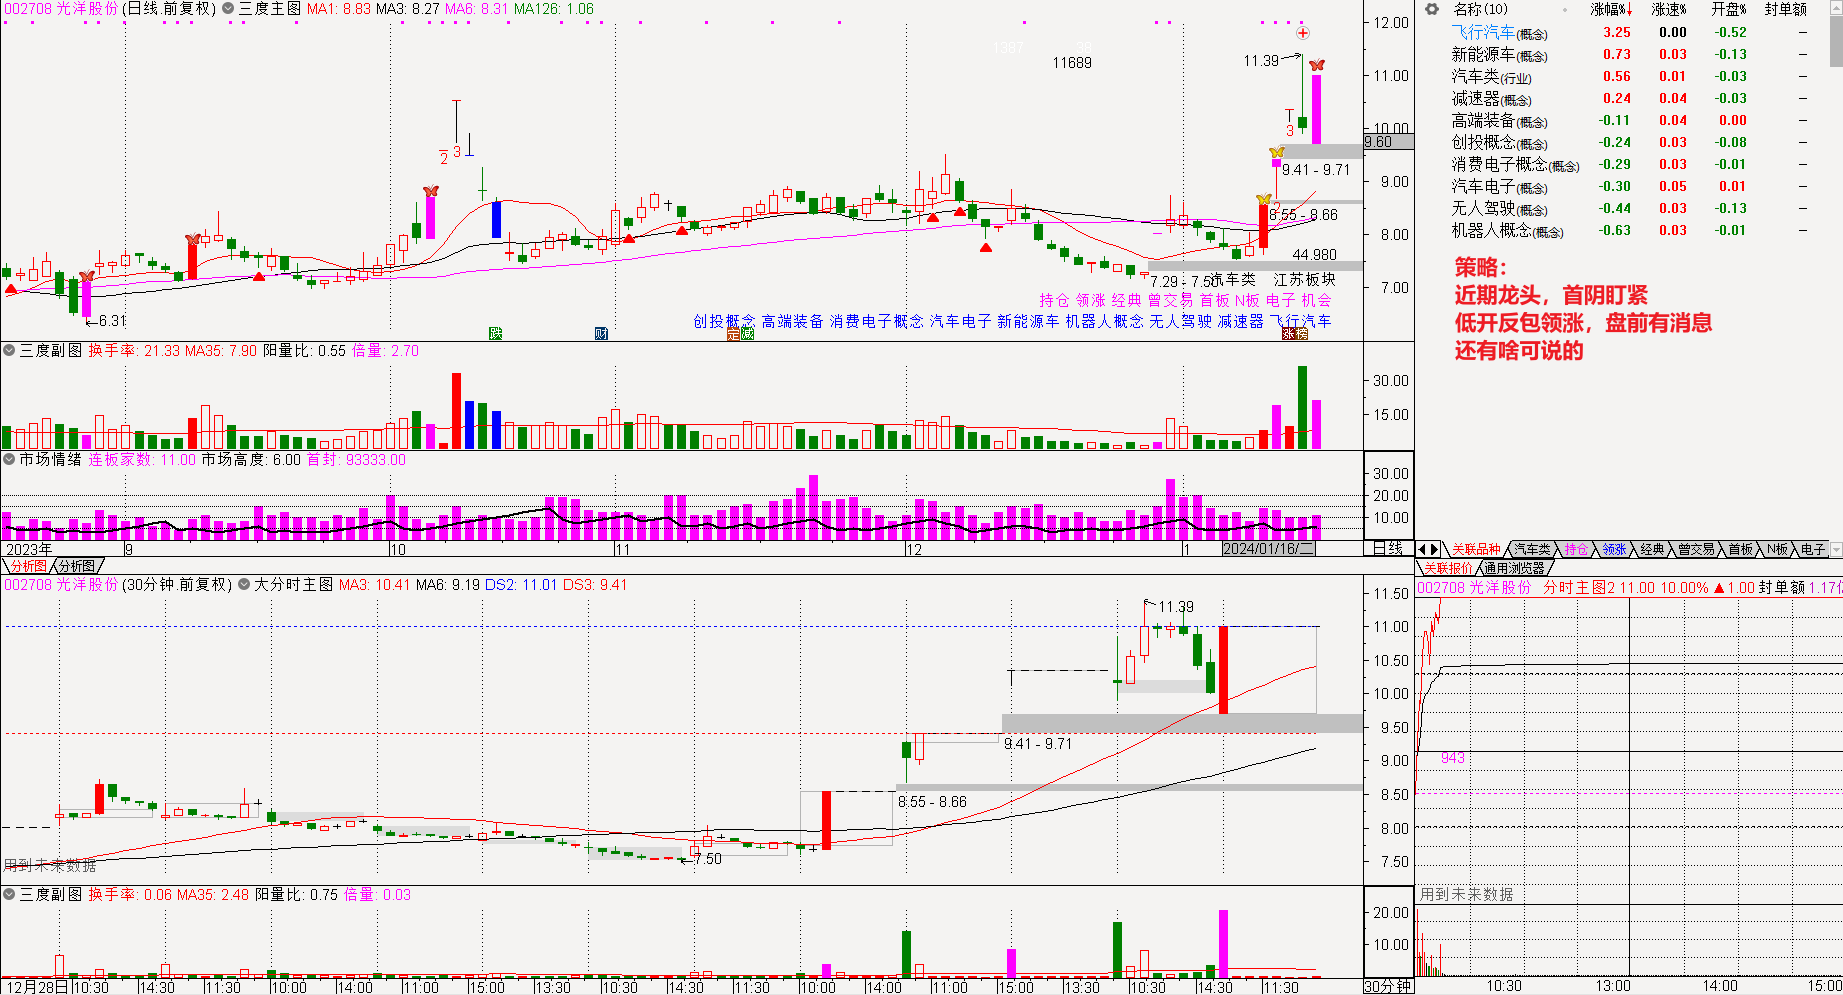 002708 光洋股份(日线.前复权) 三度主图 MA1: 8.83 MA3: 8.27 MA6: 8.31 MA126: 1.06
1387 38
11689
11.39
3
2 3
9.41 - 9.71
8.55 - 8.66
44.980
7.29 - 7.50 汽车类 江苏板块
持仓 领涨 经典 曾交易 首板 N板 电子 机会
创投概念 高端装备 消费电子概念 汽车电子 新能源车 机器人概念 无人驾驶 减速器 飞行汽车
6.31
跌 财 定 减 涨 榜
12.00
11.00
10.00
9.60
9.00
8.00
7.00
三度副图 换手率: 21.33 MA35: 7.90 阳量比: 0.55 倍量: 2.70
30.00
15.00
市场情绪 连板家数: 11.00 市场高度: 6.00 首封: 93333.00
30.00
20.00
10.00
2023年 9 10 11 12 1 2024/01/16/二 日线
分析图 分析图
002708 光洋股份(30分钟.前复权) 大分时主图 MA3: 10.41 MA6: 9.19 DS2: 11.01 DS3: 9.41
11.39
9.41 - 9.71
8.55 - 8.66
7.50
用到未来数据
11.50
11.00
10.50
10.00
9.50
9.00
8.50
8.00
7.50
三度副图 换手率: 0.06 MA35: 2.48 阳量比: 0.75 倍量: 0.03
20.00
10.00
12月28日 10:30 14:30 11:30 10:30 14:00 11:00 15:00 13:30 10:30 14:30 11:30 10:00 14:00 11:00 15:00 13:30 10:30 14:30 11:30 30分钟
名称(10) 涨幅%↓ 涨速% 开盘% 封单额
飞行汽车(概念) 3.25 0.00 -0.52 —
新能源车(概念) 0.73 0.03 -0.13 —
汽车类(行业) 0.56 0.01 -0.03 —
减速器(概念) 0.24 0.04 -0.03 —
高端装备(概念) -0.11 0.04 0.00 —
创投概念(概念) -0.24 0.03 -0.08 —
消费电子概念(概念) -0.29 0.03 -0.01 —
汽车电子(概念) -0.30 0.05 0.01 —
无人驾驶(概念) -0.44 0.03 -0.13 —
机器人概念(概念) -0.63 0.03 -0.01 —
策略：
近期龙头，首阴盯紧
低开反包领涨，盘前有消息
还有啥可说的
关联品种 汽车类 持仓 领涨 经典 曾交易 首板 N板 电子
关联报价 通用浏览器
002708 光洋股份 分时主图2 11.00 10.00% ▲1.00 封单额 1.17亿
943
用到未来数据
10:30 13:00 14:00 15:00